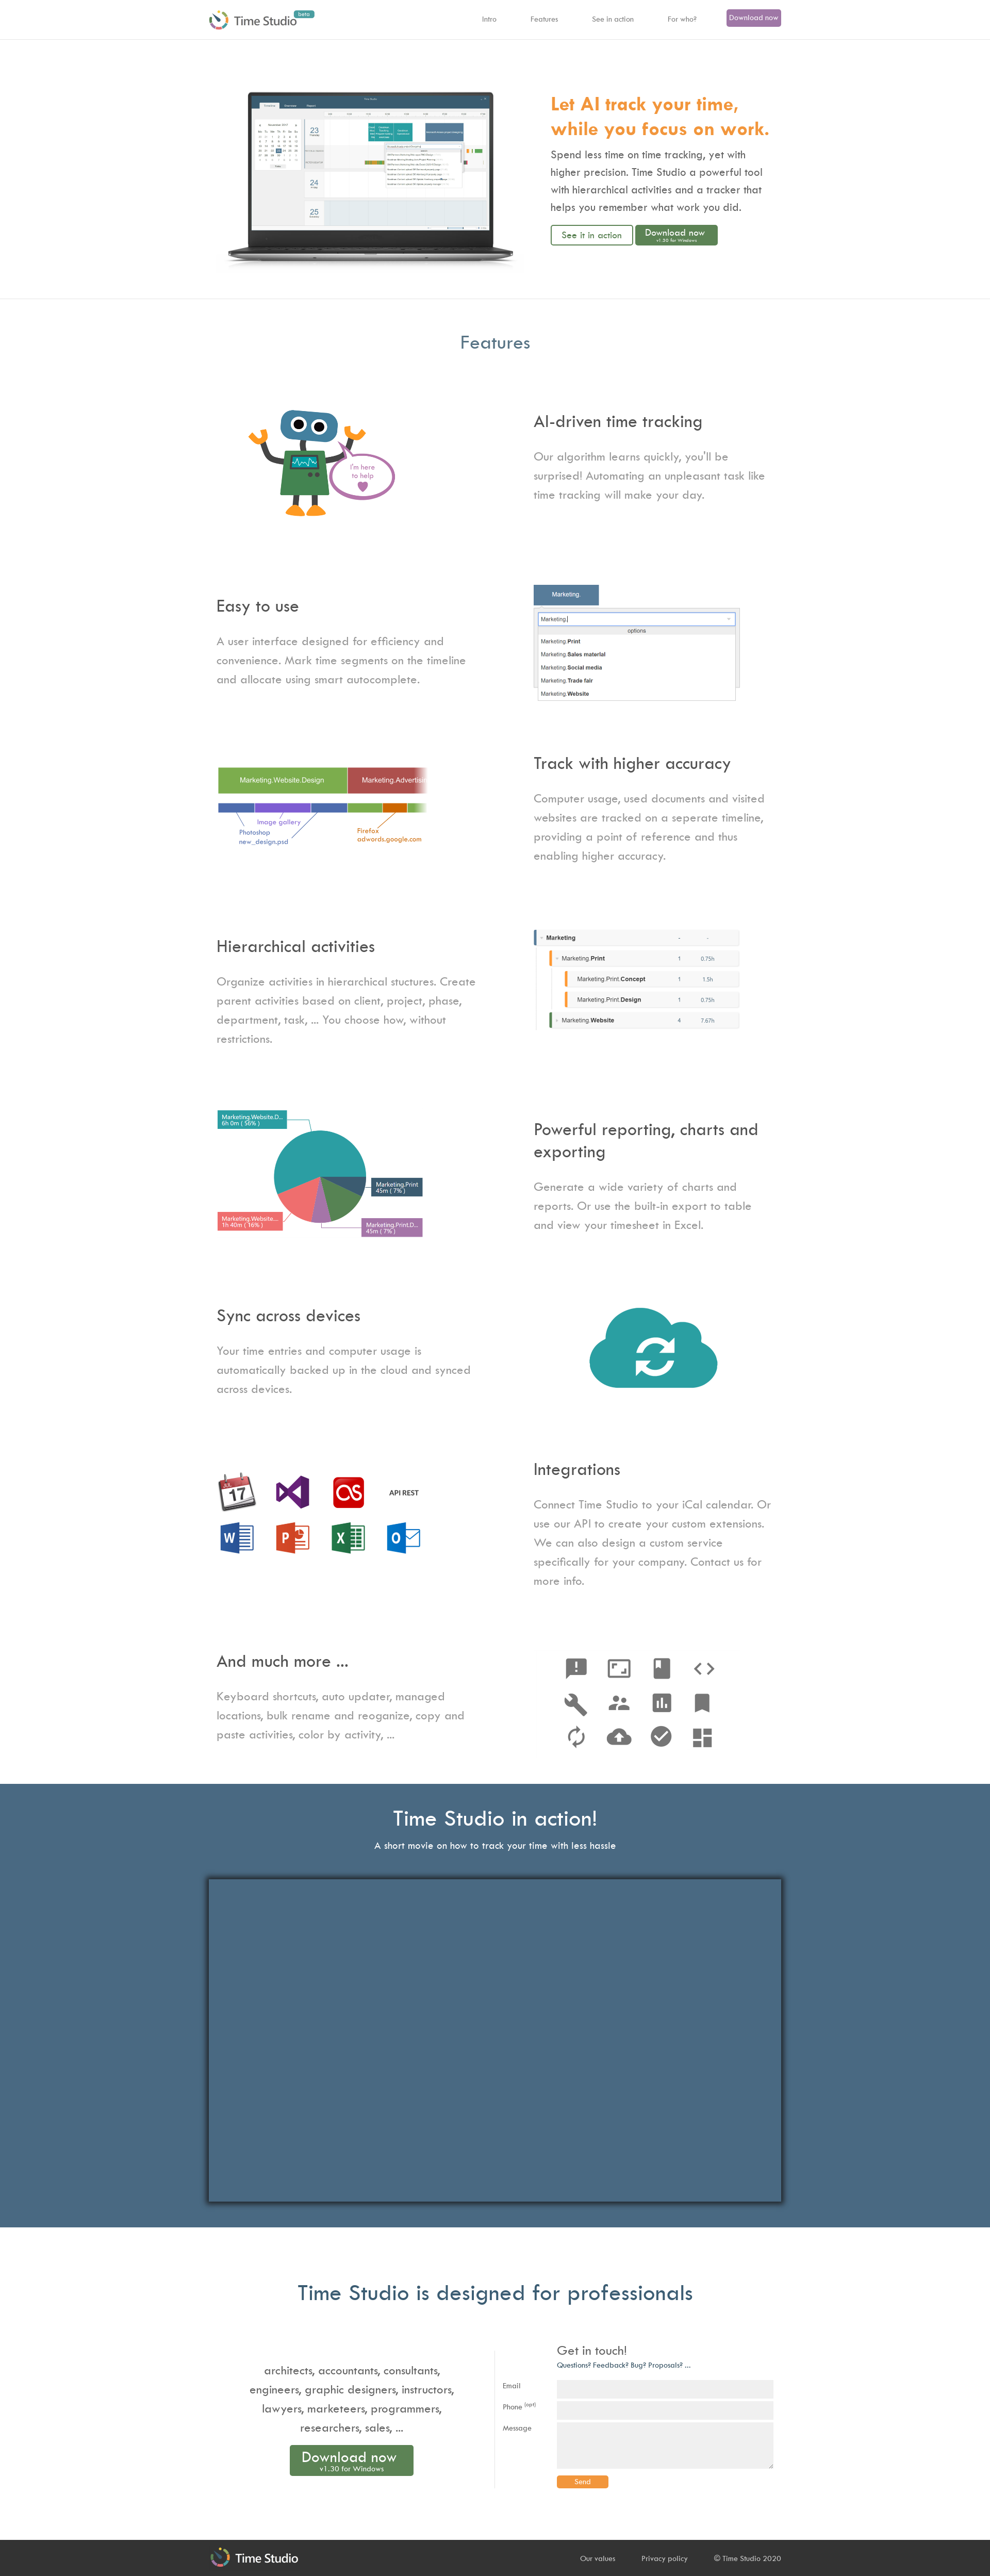 Time Studio beta
Intro
Features
See in action
For who?
Download now
Let AI track your time,
while you focus on work.
Spend less time on time tracking, yet with
higher precision. Time Studio a powerful tool
with hierarchical activities and a tracker that
helps you remember what work you did.
See it in action
Download now
v1.30 for Windows
23
24
25
Features
I'm here
to help
AI-driven time tracking
Our algorithm learns quickly, you'll be
surprised! Automating an unpleasant task like
time tracking will make your day.
Easy to use
A user interface designed for efficiency and
convenience. Mark time segments on the timeline
and allocate using smart autocomplete.
Marketing.
Marketing.
options
Marketing.Print
Marketing.Sales material
Marketing.Social media
Marketing.Trade fair
Marketing.Website
Marketing.Website.Design
Marketing.Advertisi
Image gallery
Photoshop
new_design.psd
Firefox
adwords.google.com
Track with higher accuracy
Computer usage, used documents and visited
websites are tracked on a seperate timeline,
providing a point of reference and thus
enabling higher accuracy.
Hierarchical activities
Organize activities in hierarchical stuctures. Create
parent activities based on client, project, phase,
department, task, ... You choose how, without
restrictions.
Marketing - -
Marketing.Print 1 0.75h
Marketing.Print.Concept 1 1.5h
Marketing.Print.Design 1 0.75h
Marketing.Website 4 7.67h
Marketing.Website.D...
6h 0m ( 56% )
Marketing.Print
45m ( 7% )
Marketing.Website....
1h 40m ( 16% )
Marketing.Print.D...
45m ( 7% )
Powerful reporting, charts and
exporting
Generate a wide variety of charts and
reports. Or use the built-in export to table
and view your timesheet in Excel.
Sync across devices
Your time entries and computer usage is
automatically backed up in the cloud and synced
across devices.
17
API REST
Integrations
Connect Time Studio to your iCal calendar. Or
use our API to create your custom extensions.
We can also design a custom service
specifically for your company. Contact us for
more info.
And much more ...
Keyboard shortcuts, auto updater, managed
locations, bulk rename and reoganize, copy and
paste activities, color by activity, ...
Time Studio in action!
A short movie on how to track your time with less hassle
Time Studio is designed for professionals
architects, accountants, consultants,
engineers, graphic designers, instructors,
lawyers, marketeers, programmers,
researchers, sales, ...
Download now
v1.30 for Windows
Get in touch!
Questions? Feedback? Bug? Proposals? ...
Email
Phone (opt)
Message
Send
Time Studio
Our values
Privacy policy
© Time Studio 2020